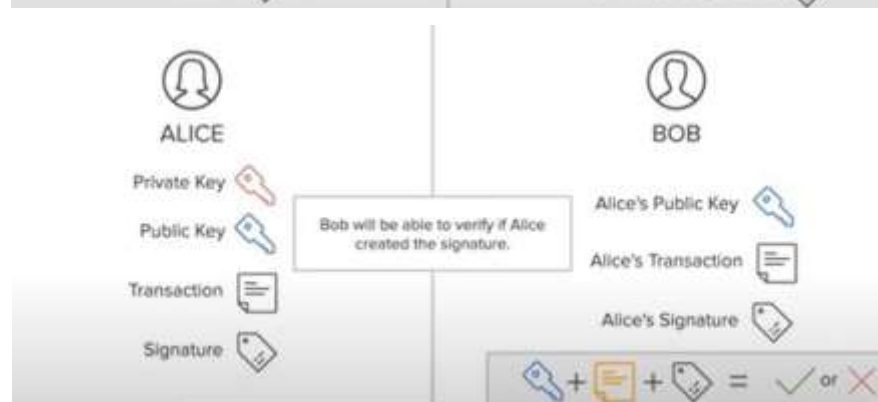 ALICE
Private Key
Public Key
Transaction
Signature
Bob will be able to verify if Alice
created the signature.
BOB
Alice's Public Key
Alice's Transaction
Alice's Signature
+ + = or